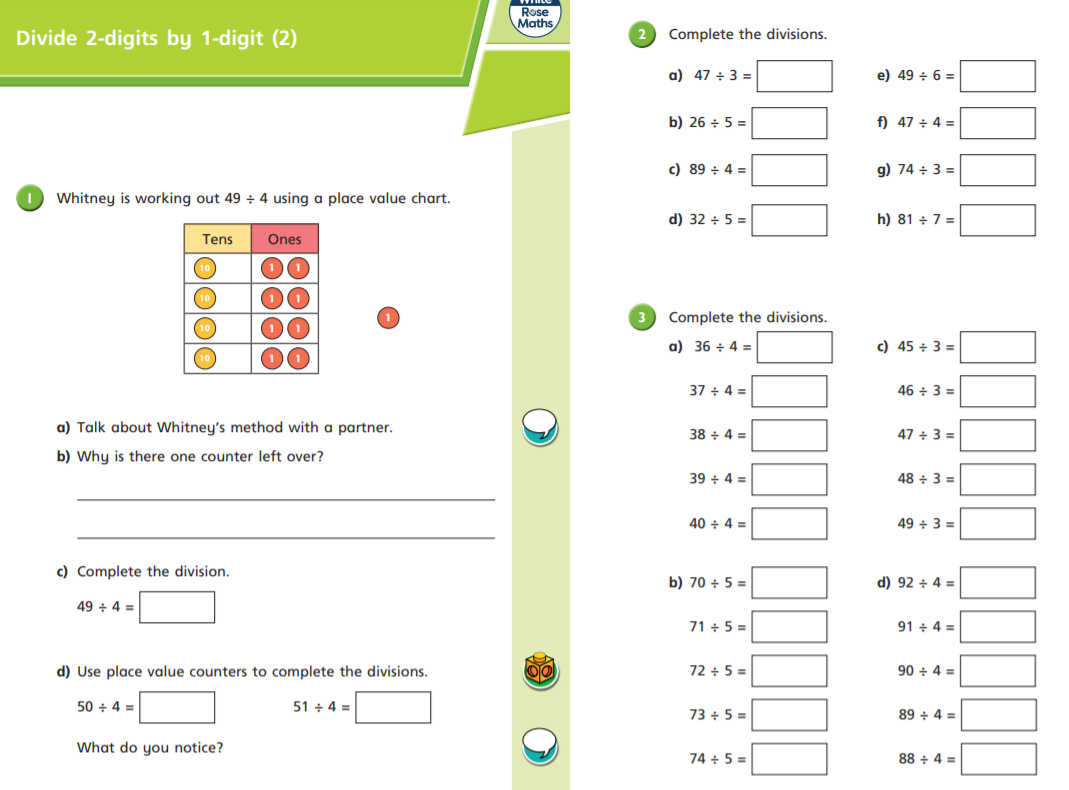 Divide 2-digits by 1-digit (2)
White
Rose
Maths
1 Whitney is working out 49 ÷ 4 using a place value chart.
Tens Ones
10 1 1
10 1 1
1
10 1 1
10 1 1
a) Talk about Whitney's method with a partner.
b) Why is there one counter left over?
c) Complete the division.
49 ÷ 4 =
d) Use place value counters to complete the divisions.
50 ÷ 4 = 51 ÷ 4 =
What do you notice?
2 Complete the divisions.
a) 47 ÷ 3 = e) 49 ÷ 6 =
b) 26 ÷ 5 = f) 47 ÷ 4 =
c) 89 ÷ 4 = g) 74 ÷ 3 =
d) 32 ÷ 5 = h) 81 ÷ 7 =
3 Complete the divisions.
a) 36 ÷ 4 = c) 45 ÷ 3 =
37 ÷ 4 = 46 ÷ 3 =
38 ÷ 4 = 47 ÷ 3 =
39 ÷ 4 = 48 ÷ 3 =
40 ÷ 4 = 49 ÷ 3 =
b) 70 ÷ 5 = d) 92 ÷ 4 =
71 ÷ 5 = 91 ÷ 4 =
72 ÷ 5 = 90 ÷ 4 =
73 ÷ 5 = 89 ÷ 4 =
74 ÷ 5 = 88 ÷ 4 =